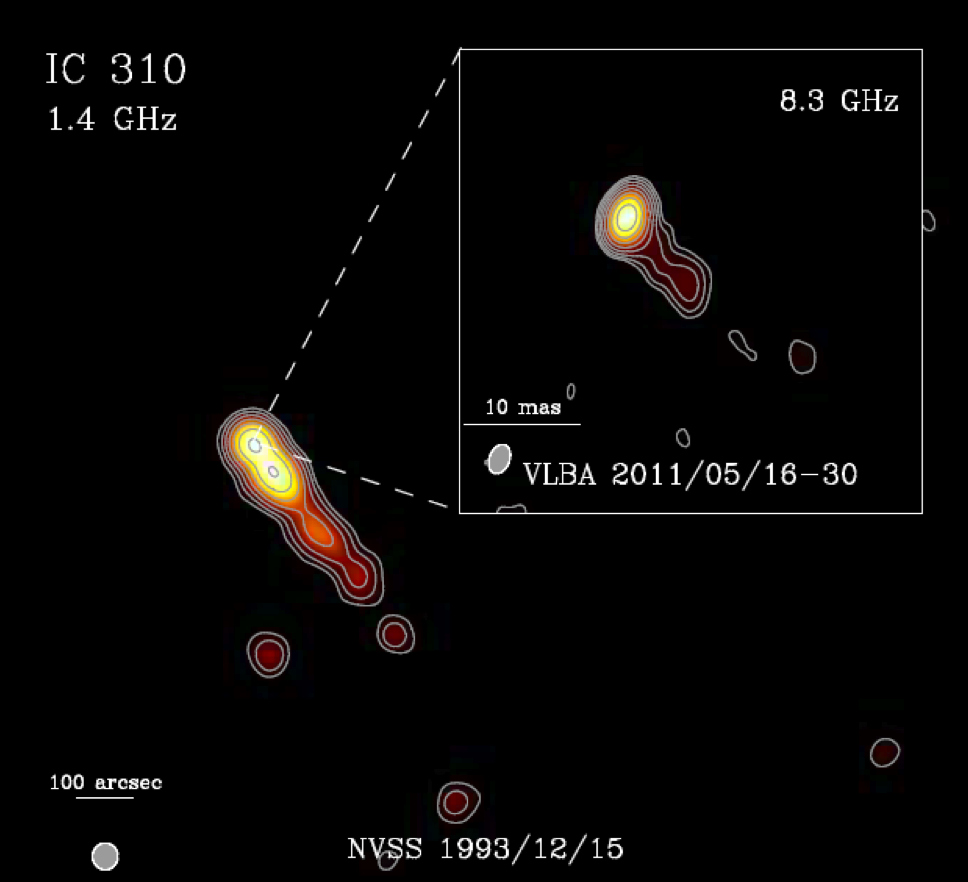 IC 310
1.4 GHz
8.3 GHz
10 mas
VLBA 2011/05/16-30
100 arcsec
NVSS 1993/12/15